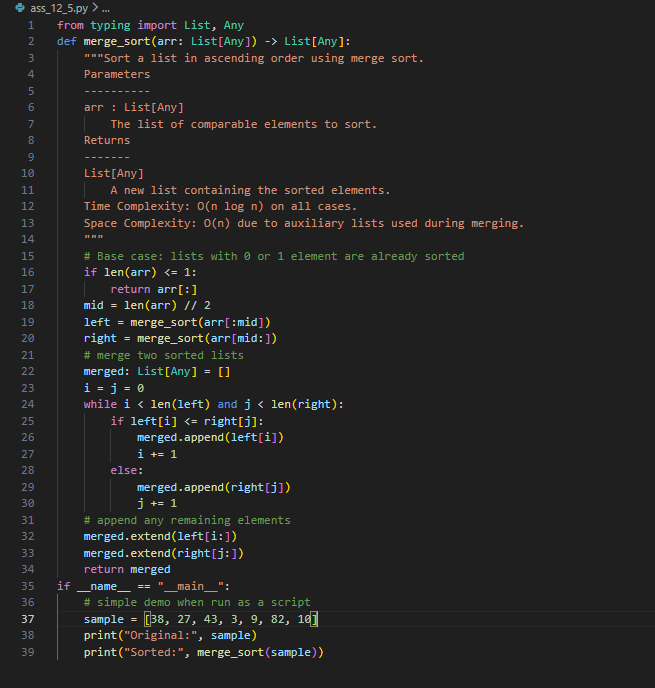 ass_12_5.py > ...
1 from typing import List, Any
2 def merge_sort(arr: List[Any]) -> List[Any]:
3     """Sort a list in ascending order using merge sort.
4     Parameters
5     ----------
6     arr : List[Any]
7         The list of comparable elements to sort.
8     Returns
9     -------
10     List[Any]
11         A new list containing the sorted elements.
12     Time Complexity: O(n log n) on all cases.
13     Space Complexity: O(n) due to auxiliary lists used during merging.
14     """
15     # Base case: lists with 0 or 1 element are already sorted
16     if len(arr) <= 1:
17         return arr[:]
18     mid = len(arr) // 2
19     left = merge_sort(arr[:mid])
20     right = merge_sort(arr[mid:])
21     # merge two sorted lists
22     merged: List[Any] = []
23     i = j = 0
24     while i < len(left) and j < len(right):
25         if left[i] <= right[j]:
26             merged.append(left[i])
27             i += 1
28         else:
29             merged.append(right[j])
30             j += 1
31     # append any remaining elements
32     merged.extend(left[i:])
33     merged.extend(right[j:])
34     return merged
35 if __name__ == "__main__":
36     # simple demo when run as a script
37     sample = [38, 27, 43, 3, 9, 82, 10]
38     print("Original:", sample)
39     print("Sorted:", merge_sort(sample))